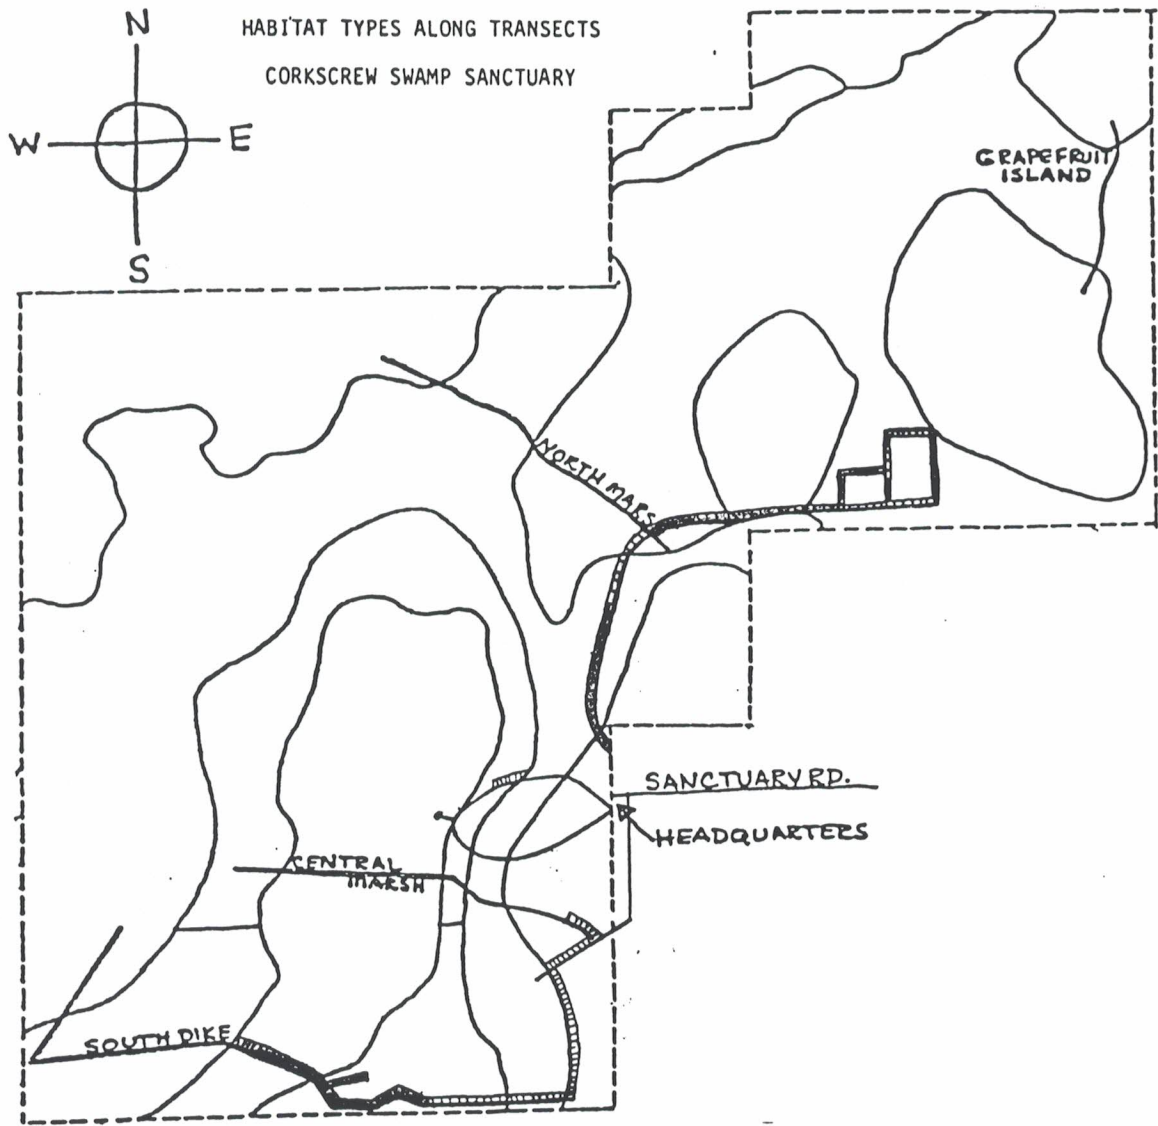 N
HABITAT TYPES ALONG TRANSECTS
CORKSCREW SWAMP SANCTUARY
W
E
S
GRAPEFRUIT
ISLAND
NORTH MARS
SANCTUARY RD.
HEADQUARTERS
CENTRAL
MARSH
SOUTH DIKE